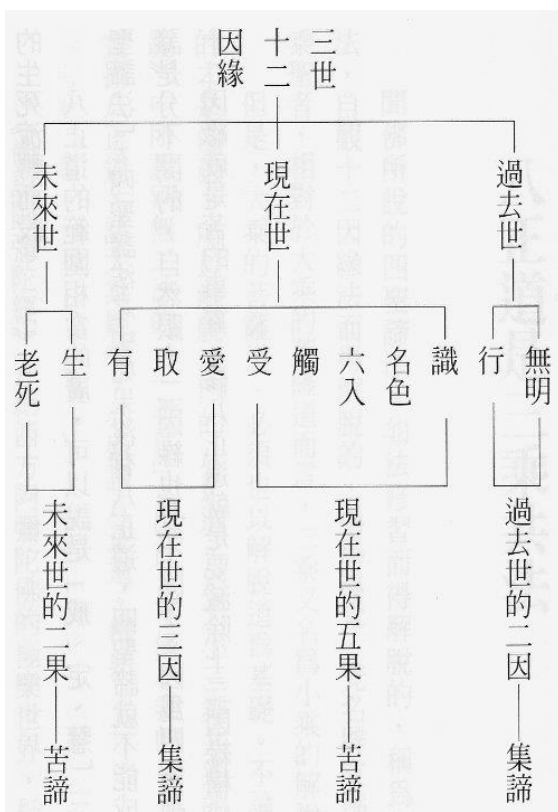 三世
十二
因緣
過去世
現在世
未來世
無明
行
識
名色
六入
觸
受
愛
取
有
生
老死
過去世的二因
現在世的五果
現在世的三因
未來世的二果
集諦
苦諦
集諦
苦諦